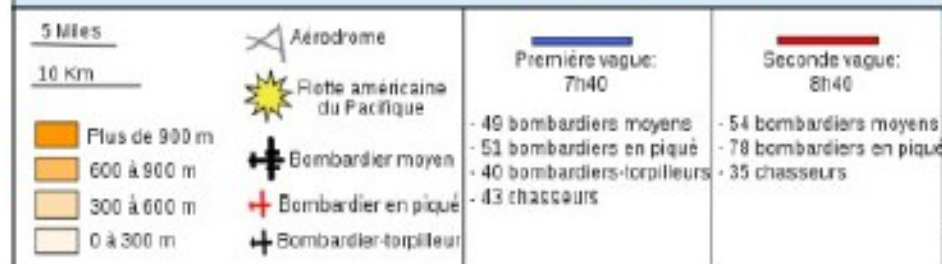 5 Miles
10 Km
Plus de 900 m
600 à 900 m
300 à 600 m
0 à 300 m
Aérodrome
Flotte américaine
du Pacifique
Bombardier moyen
Bombardier en piqué
Bombardier-torpilleur
Première vague:
7h40
- 49 bombardiers moyens
- 51 bombardiers en piqué
- 40 bombardiers-torpilleurs
- 43 chasseurs
Seconde vague:
8h40
- 54 bombardiers moyens
- 78 bombardiers en piqué
- 35 chasseurs